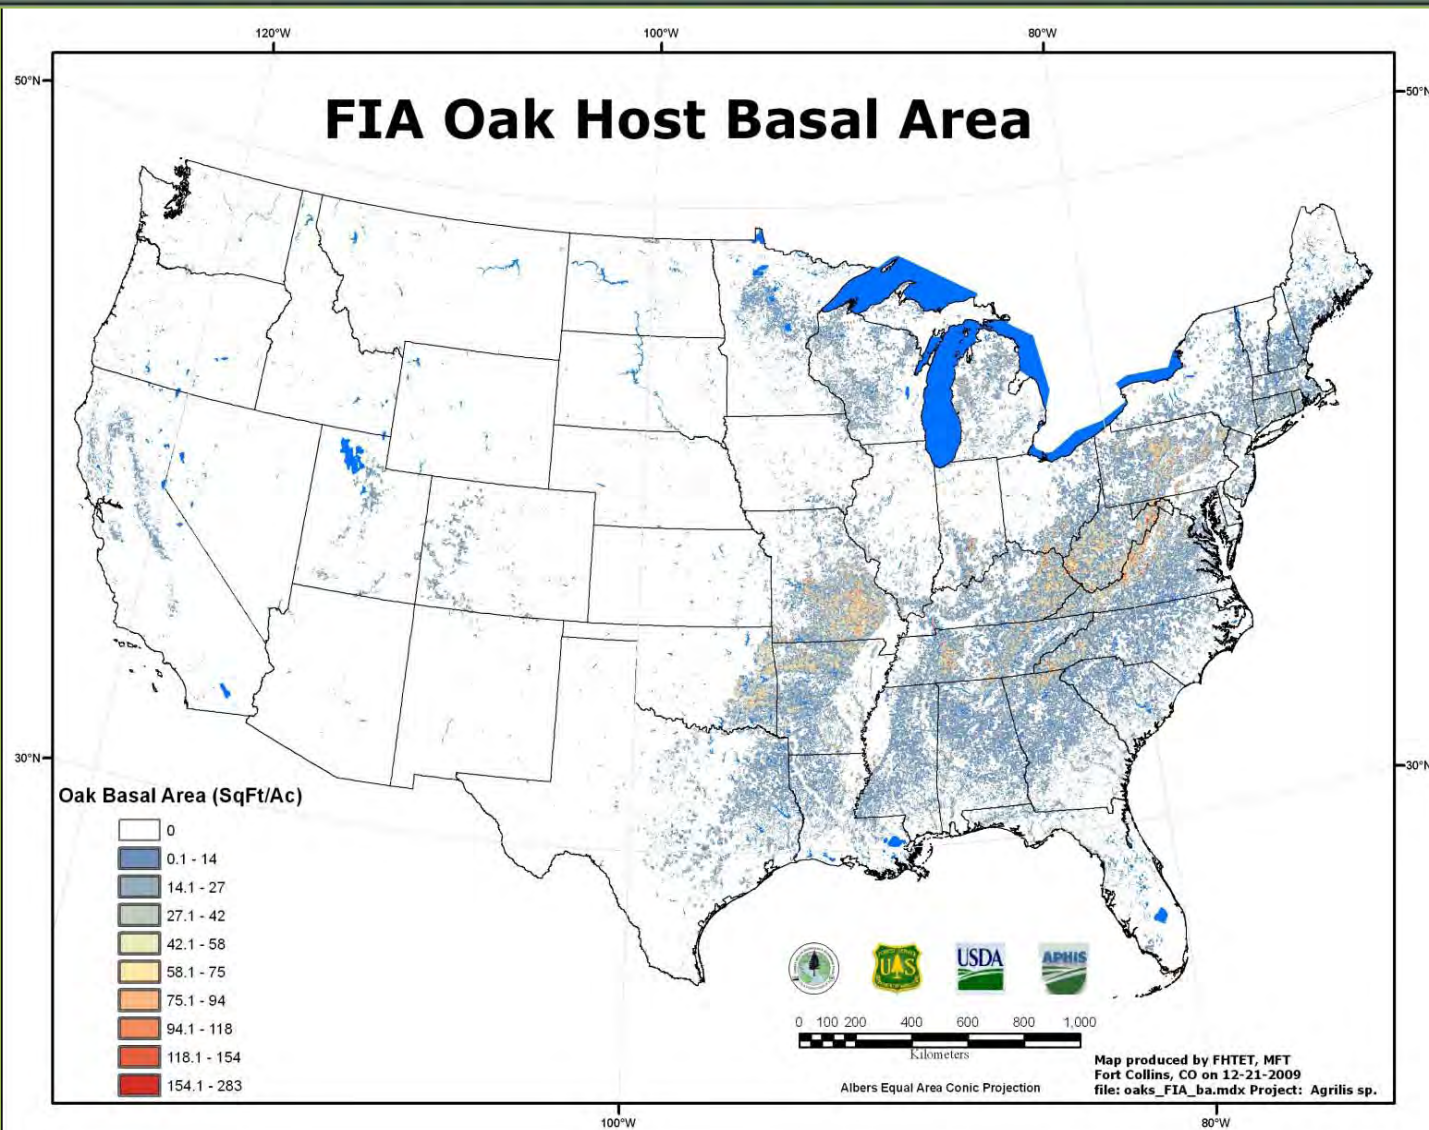 120°W
100°W
80°W
50°N
50°N
FIA Oak Host Basal Area
30°N
30°N
Oak Basal Area (SqFt/Ac)
0
0.1 - 14
14.1 - 27
27.1 - 42
42.1 - 58
58.1 - 75
75.1 - 94
94.1 - 118
118.1 - 154
154.1 - 283
UAS
USDA
APHIS
0 100 200 400 600 800 1,000
Kilometers
Albers Equal Area Conic Projection
Map produced by FHTET, MFT
Fort Collins, CO on 12-21-2009
file: oaks_FIA_ba.mdx Project: Agrilis sp.
100°W
80°W